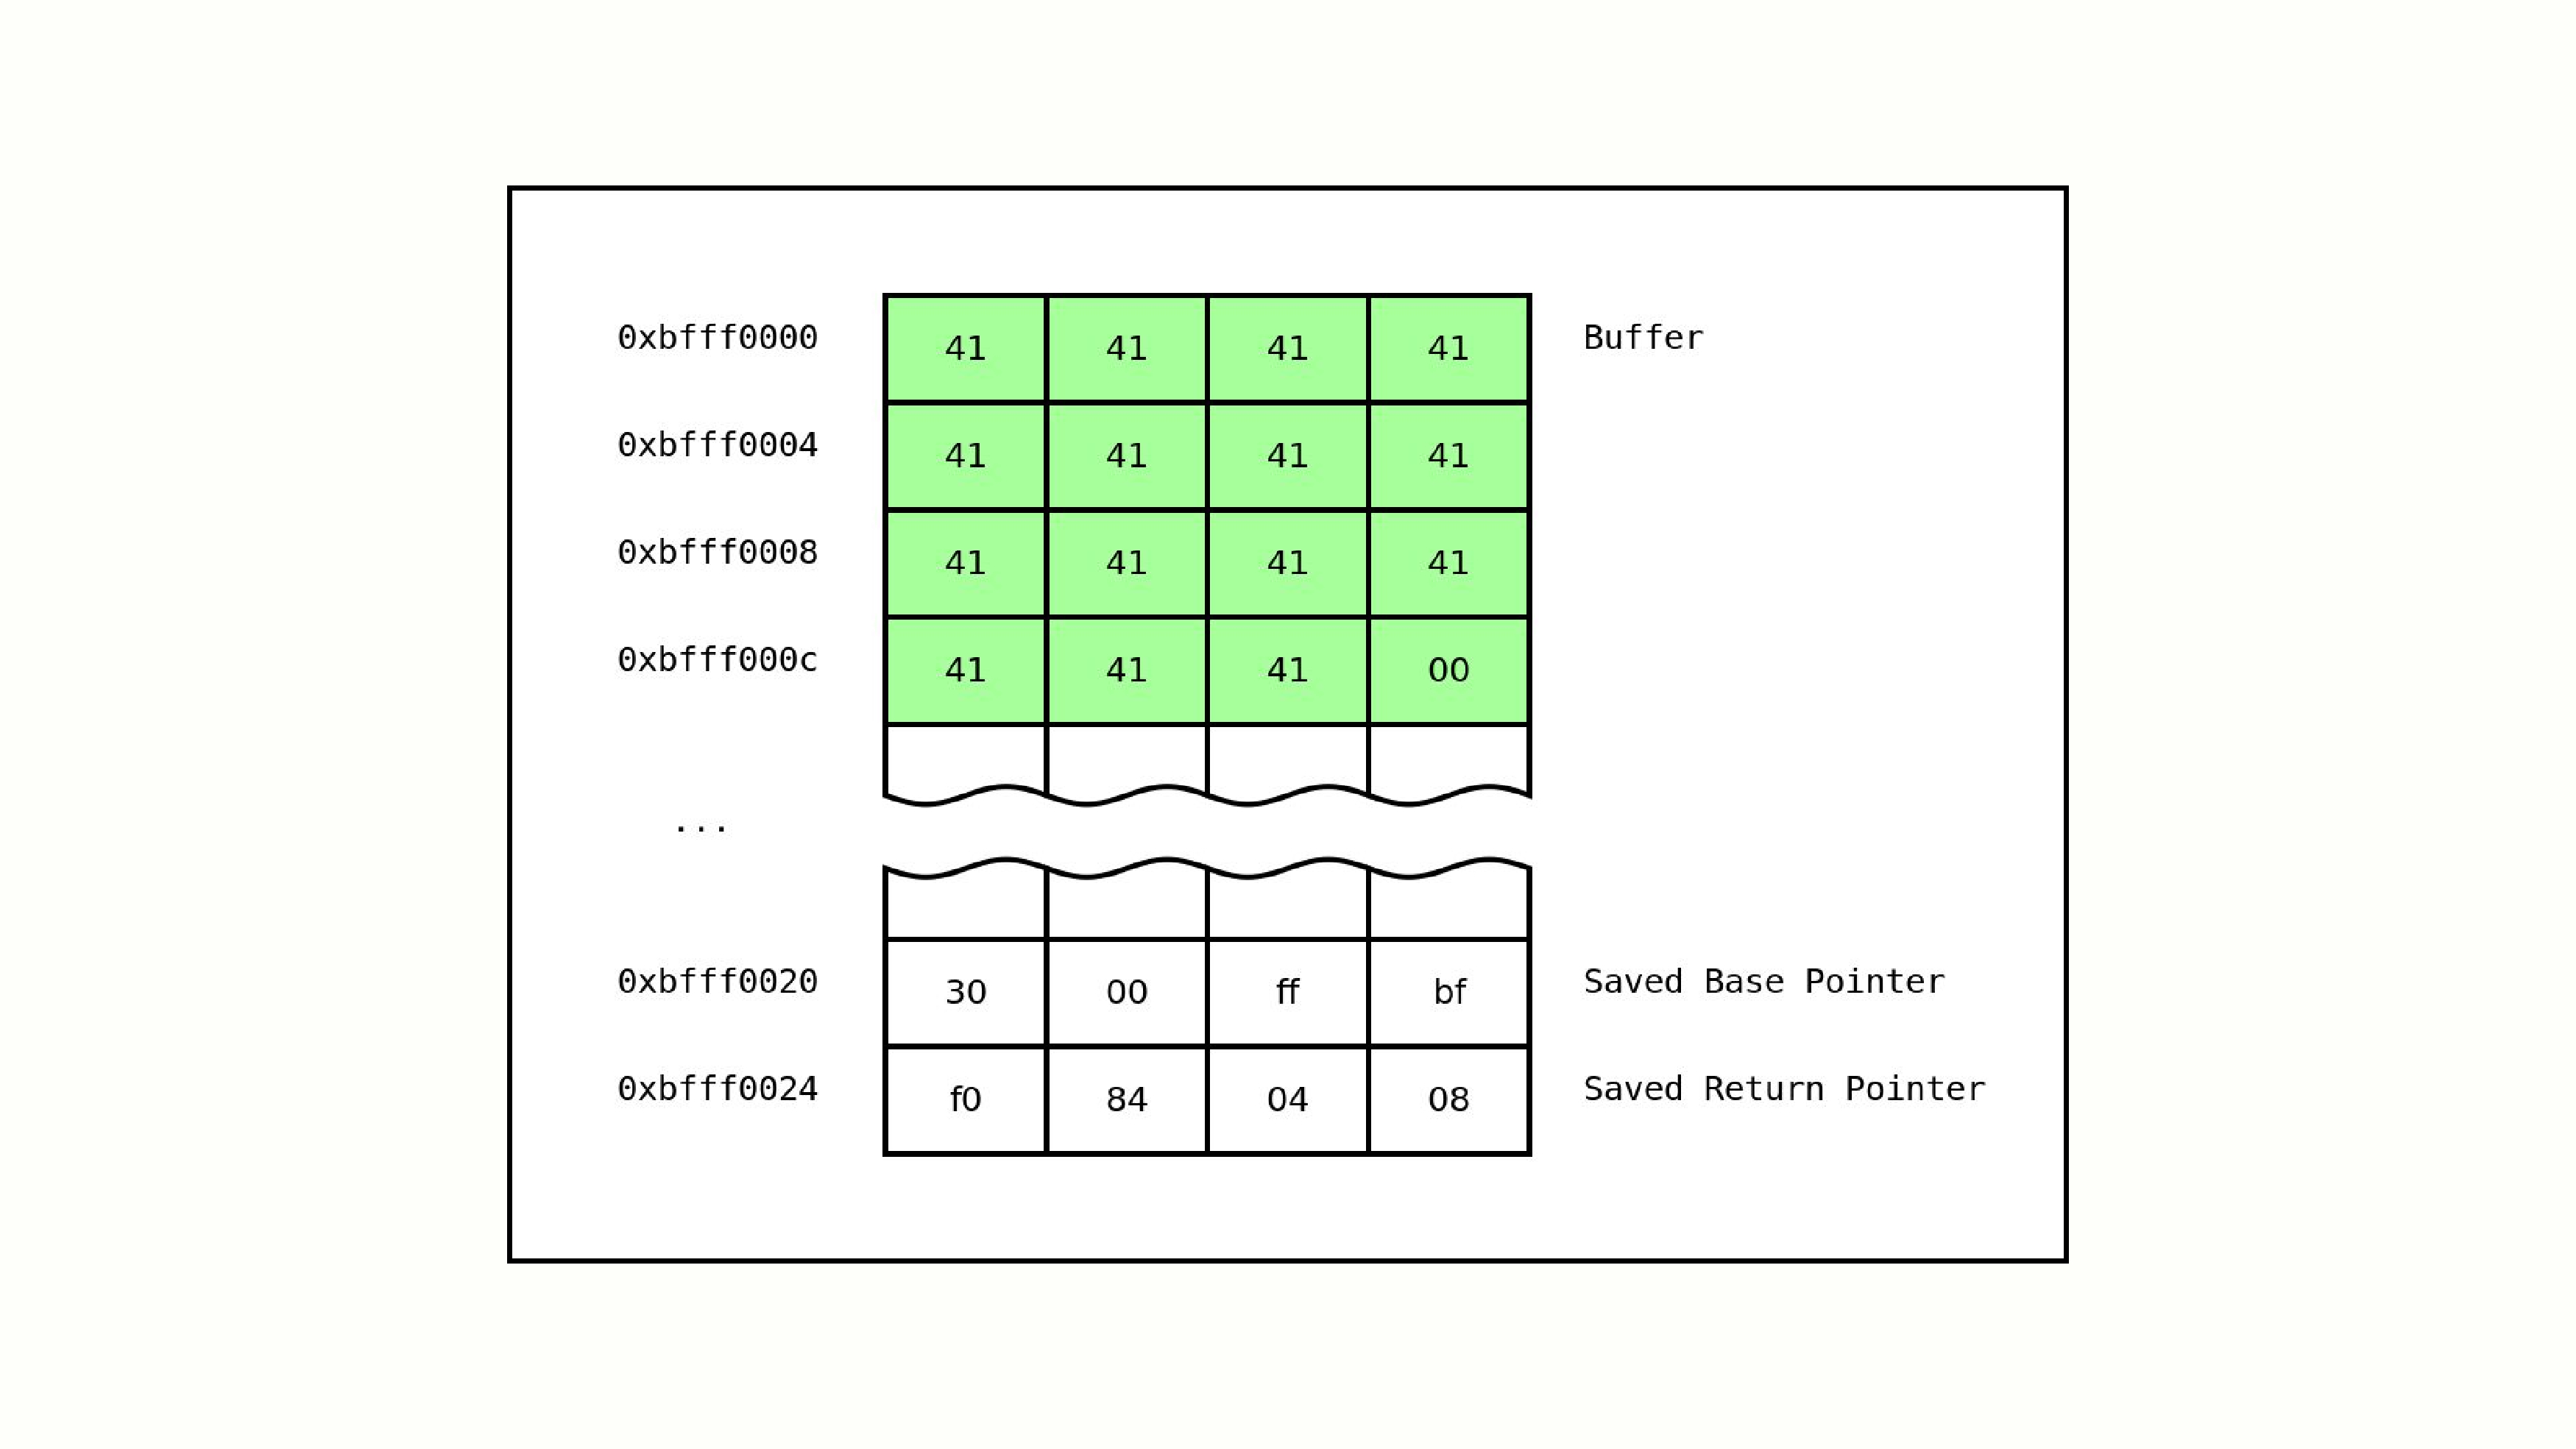 0xbfff0000 41 41 41 41 Buffer
0xbfff0004 41 41 41 41
0xbfff0008 41 41 41 41
0xbfff000c 41 41 41 00
...
0xbfff0020 30 00 ff bf Saved Base Pointer
0xbfff0024 f0 84 04 08 Saved Return Pointer